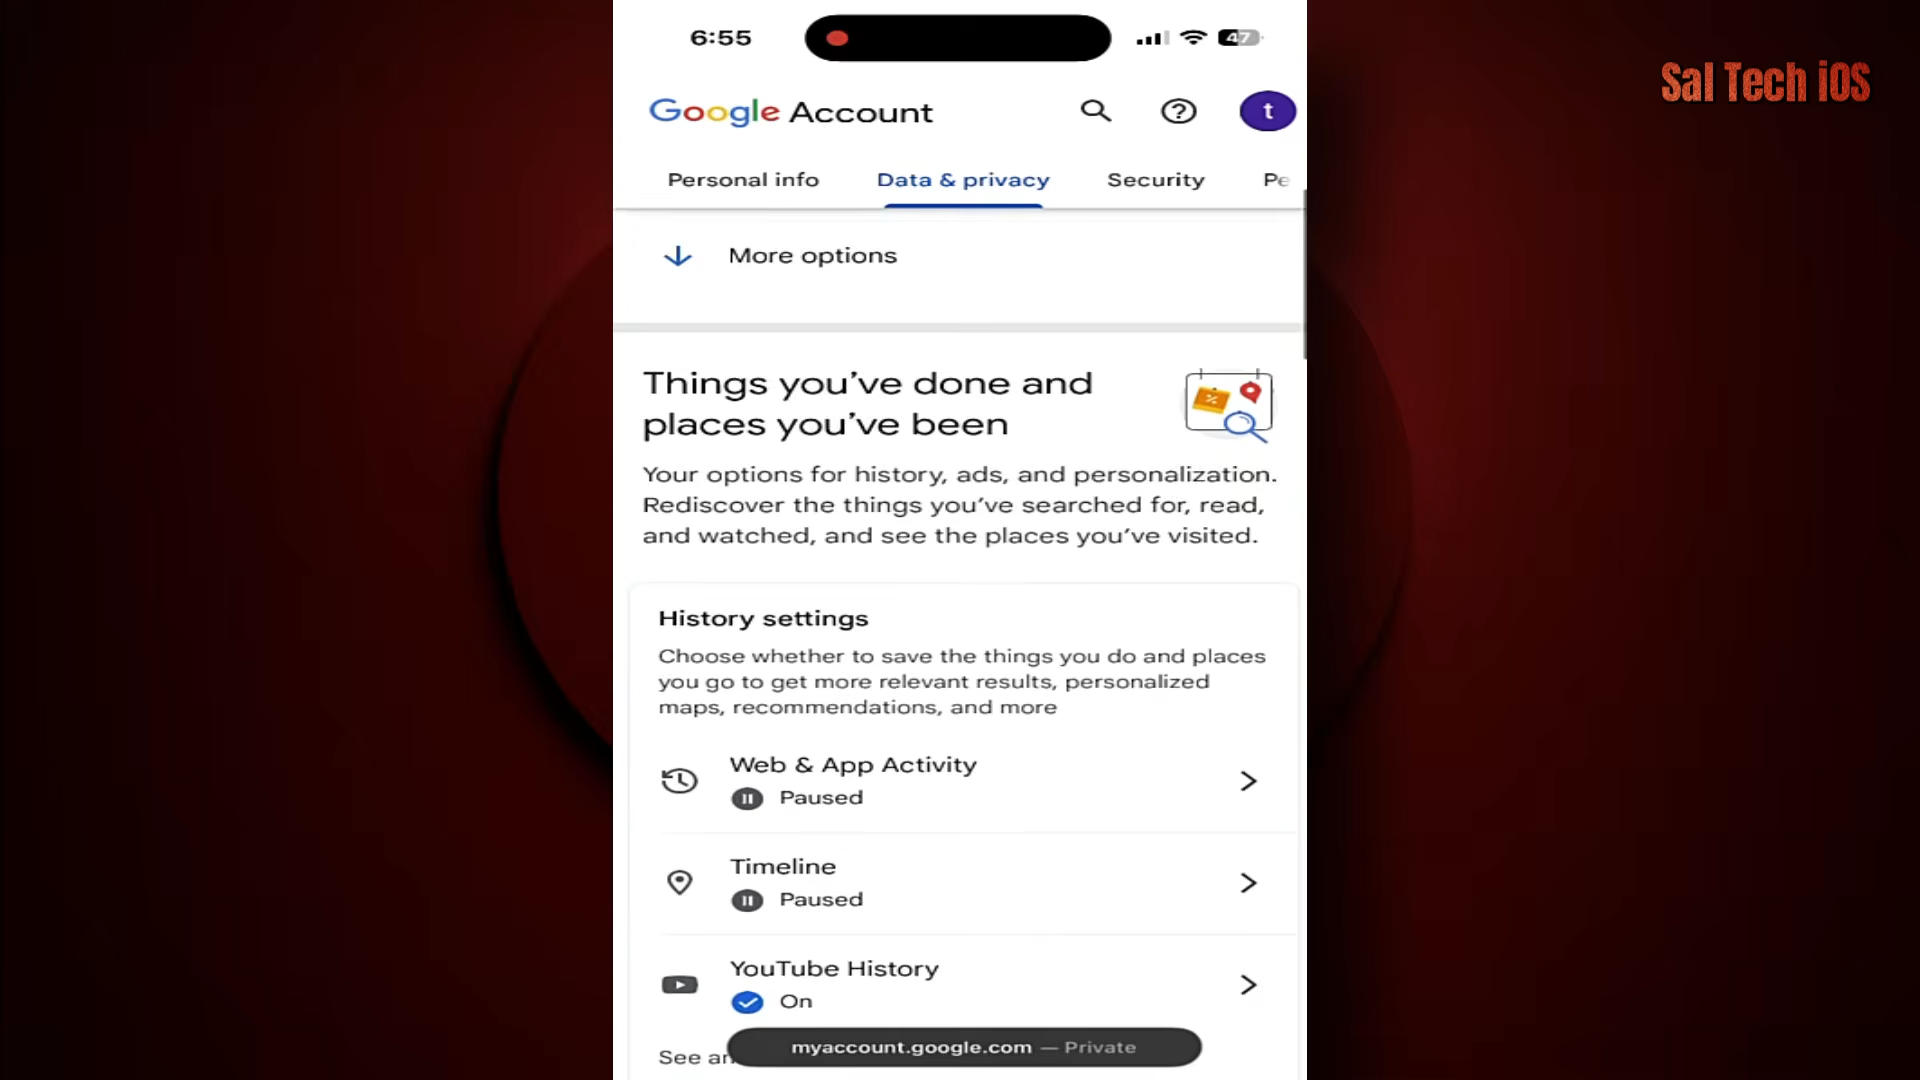 6:55
47
Sal Tech iOS
Google Account
t
Personal info
Data & privacy
Security
Pe
More options
Things you've done and
places you've been
Your options for history, ads, and personalization.
Rediscover the things you've searched for, read,
and watched, and see the places you've visited.
History settings
Choose whether to save the things you do and places
you go to get more relevant results, personalized
maps, recommendations, and more
Web & App Activity
Paused
Timeline
Paused
YouTube History
On
See an
myaccount.google.com — Private